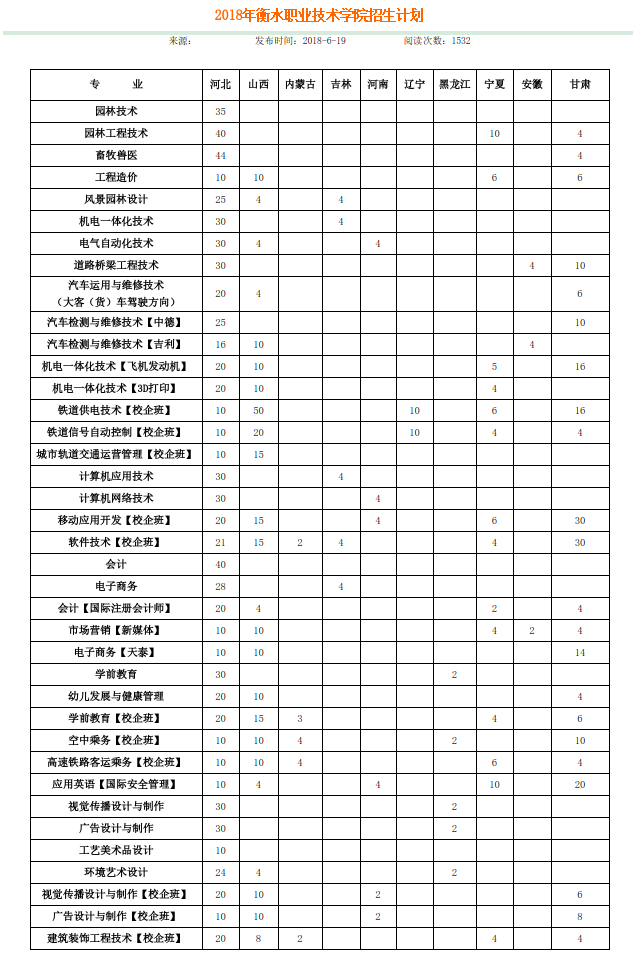 2018年衡水职业技术学院招生计划
来源： 发布时间：2018-6-19 阅读次数：1532
专 业 河北 山西 内蒙古 吉林 河南 辽宁 黑龙江 宁夏 安徽 甘肃
园林技术 35
园林工程技术 40 10 4
畜牧兽医 44 4
工程造价 10 10 6 6
风景园林设计 25 4 4
机电一体化技术 30 4
电气自动化技术 30 4 4
道路桥梁工程技术 30 4 10
汽车运用与维修技术
（大客（货）车驾驶方向） 20 4 6
汽车检测与维修技术【中德】 25 10
汽车检测与维修技术【吉利】 16 10 4
机电一体化技术【飞机发动机】 20 10 5 16
机电一体化技术【3D打印】 20 10 4
铁道供电技术【校企班】 10 50 10 6 16
铁道信号自动控制【校企班】 10 20 10 4 4
城市轨道交通运营管理【校企班】 10 15
计算机应用技术 30 4
计算机网络技术 30 4
移动应用开发【校企班】 20 15 4 6 30
软件技术【校企班】 21 15 2 4 4 30
会计 40
电子商务 28 4
会计【国际注册会计师】 20 4 2 4
市场营销【新媒体】 10 10 4 2 4
电子商务【天泰】 10 10 14
学前教育 30 2
幼儿发展与健康管理 20 10 4
学前教育【校企班】 20 15 3 4 6
空中乘务【校企班】 10 10 4 2 10
高速铁路客运乘务【校企班】 10 10 4 6 4
应用英语【国际安全管理】 10 4 4 10 20
视觉传播设计与制作 30 2
广告设计与制作 30 2
工艺美术品设计 10
环境艺术设计 24 4 2
视觉传播设计与制作【校企班】 20 10 2 6
广告设计与制作【校企班】 10 10 2 8
建筑装饰工程技术【校企班】 20 8 2 4 4